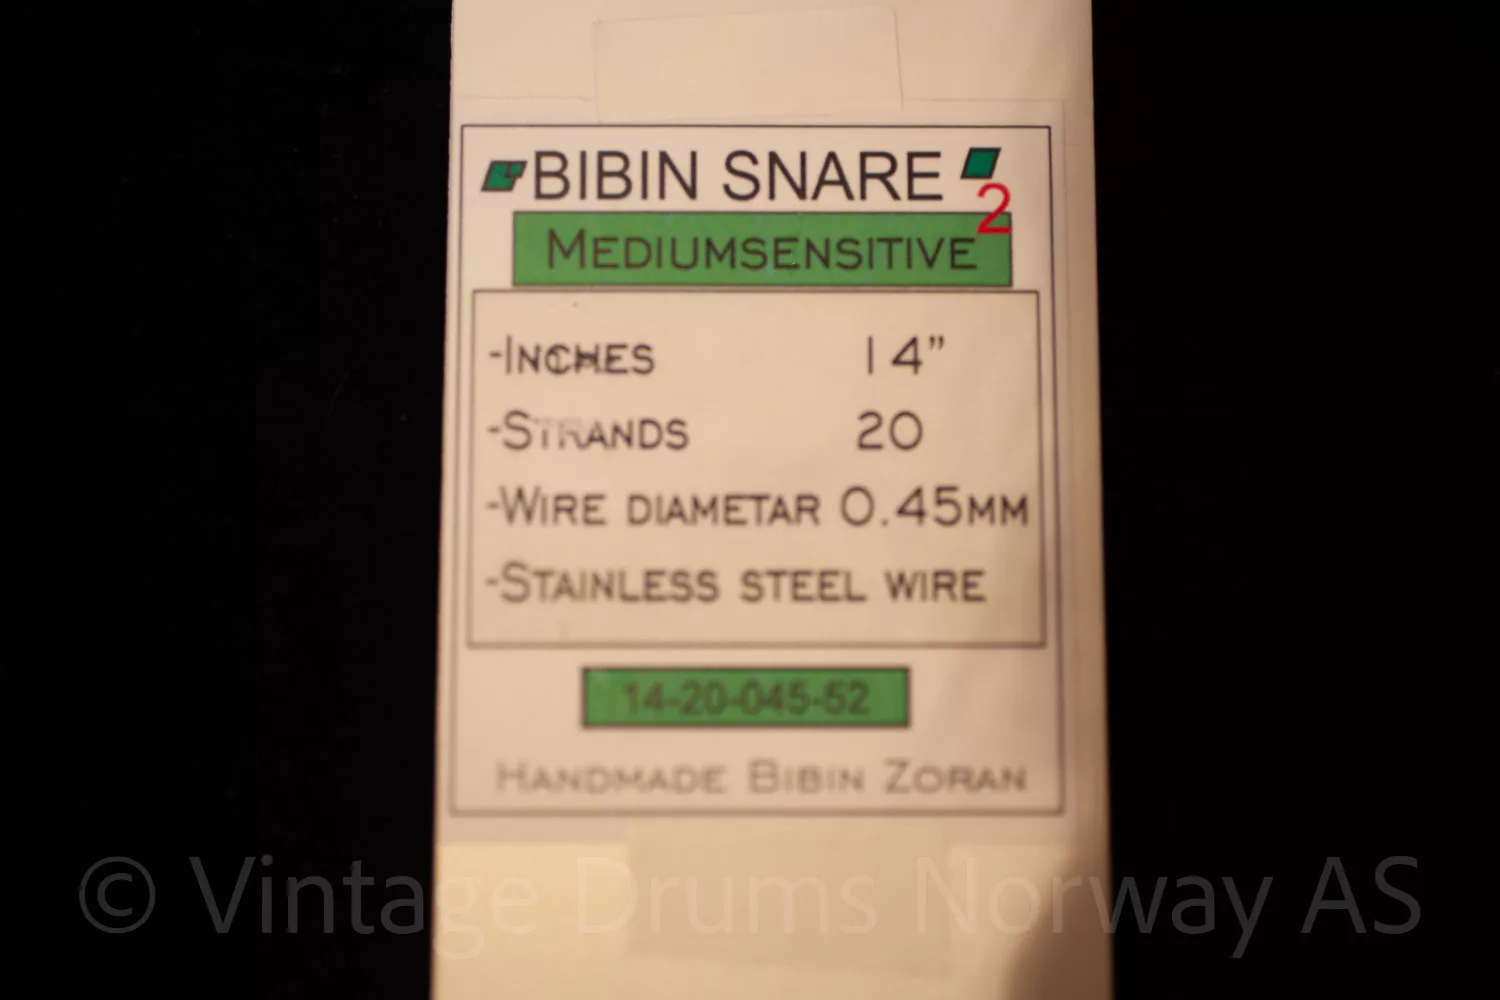 BIBIN SNARE
2
MEDIUMSENSITIVE
-INCHES 14”
-STRANDS 20
-WIRE DIAMETAR 0.45MM
-STAINLESS STEEL WIRE
14-20-045-52
HANDMADE BIBIN ZORAN
© Vintage Drums Norway AS